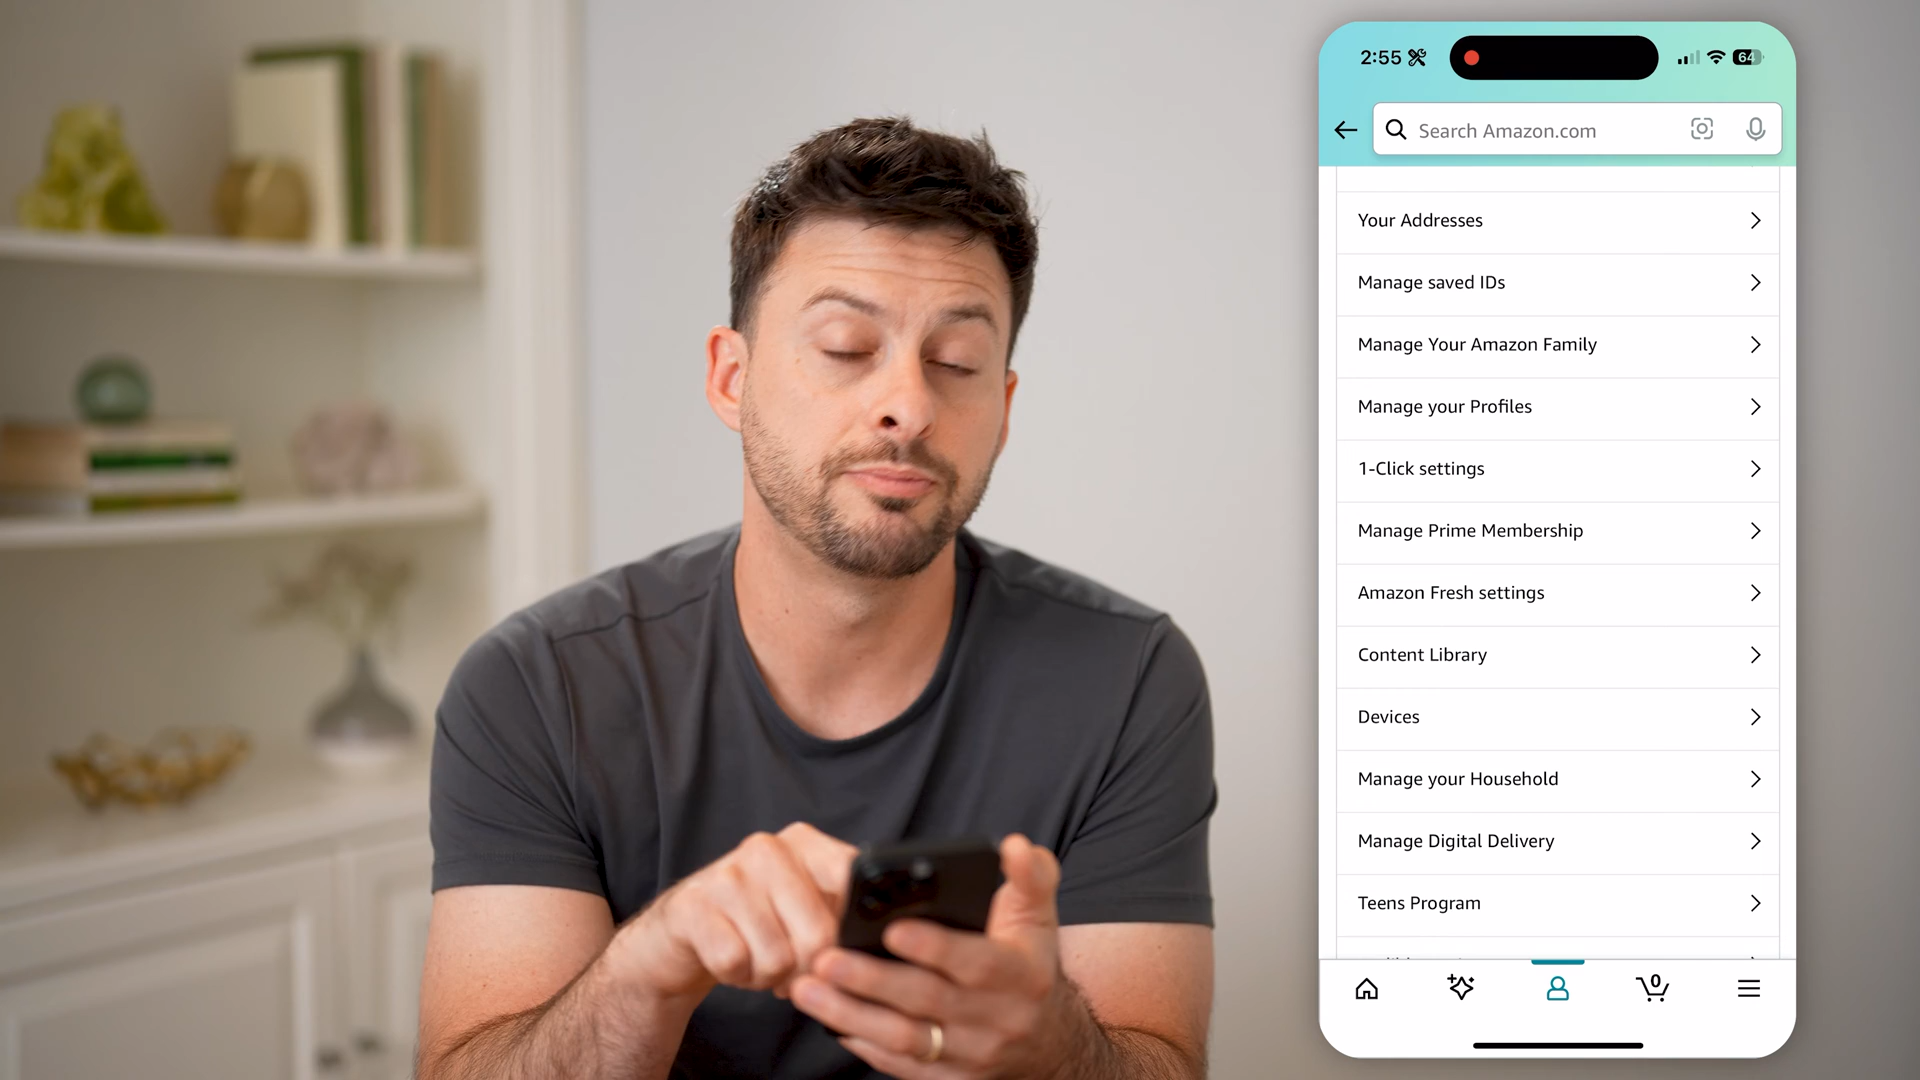 2:55
64
Search Amazon.com
Your Addresses
Manage saved IDs
Manage Your Amazon Family
Manage your Profiles
1-Click settings
Manage Prime Membership
Amazon Fresh settings
Content Library
Devices
Manage your Household
Manage Digital Delivery
Teens Program
0